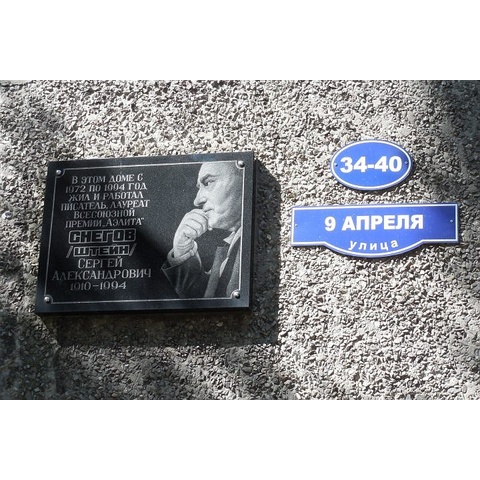 В ЭТОМ ДОМЕ С
1972 ПО 1994 ГОД
ЖИЛ И РАБОТАЛ
ПИСАТЕЛЬ, ЛАУРЕАТ
ВСЕСОЮЗНОЙ
ПРЕМИИ „АЭЛИТА"
СНЕГОВ
/ШТЕЙН/
СЕРГЕЙ
АЛЕКСАНДРОВИЧ
1910-1994
34-40
9 АПРЕЛЯ
улица